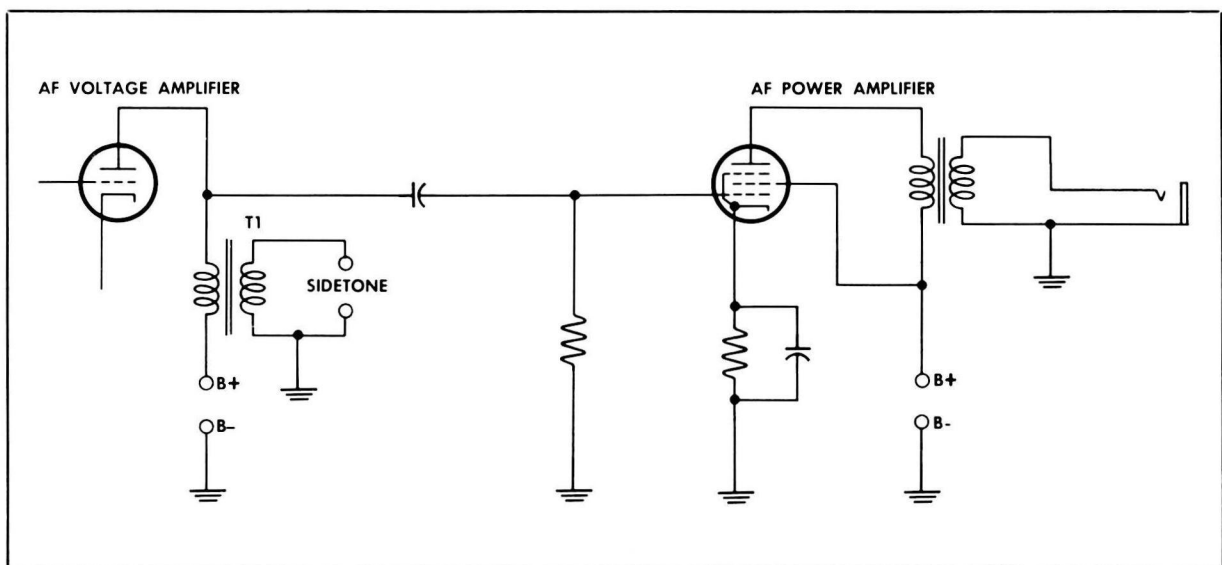 AF VOLTAGE AMPLIFIER
AF POWER AMPLIFIER
T1
SIDETONE
B+
B–
B+
B-